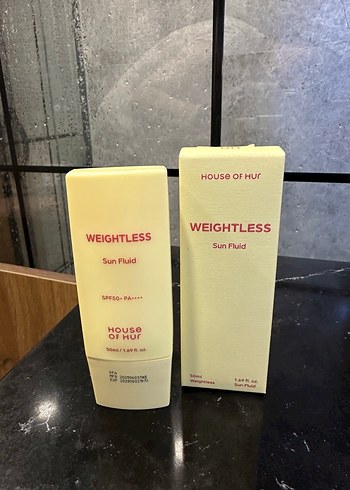 WEIGHTLESS
Sun Fluid
SPF50+ PA++++
HOUSE
OF HUR
50ml / 1.69 fl. oz.
HOUSE OF HUR
WEIGHTLESS
Sun Fluid
50ml
Weightless
1.69 fl. oz.
Sun Fluid